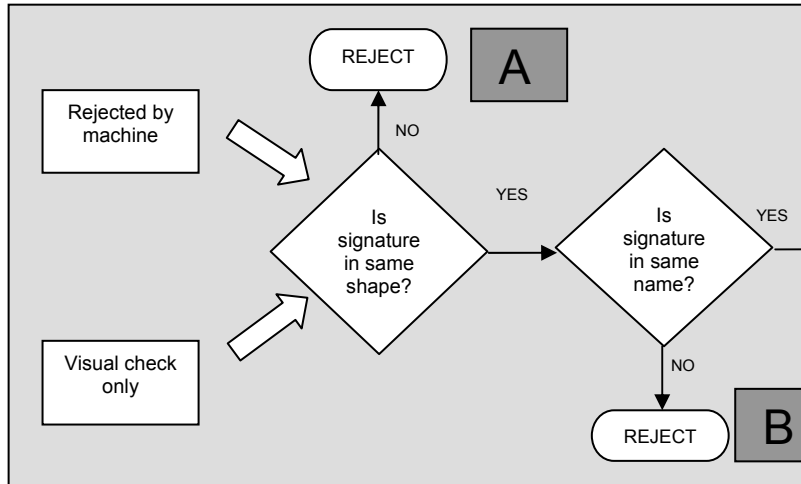 REJECT
A
Rejected by
machine
NO
Is
signature
in same
shape?
YES
Is
signature
in same
name?
YES
Visual check
only
NO
REJECT
B